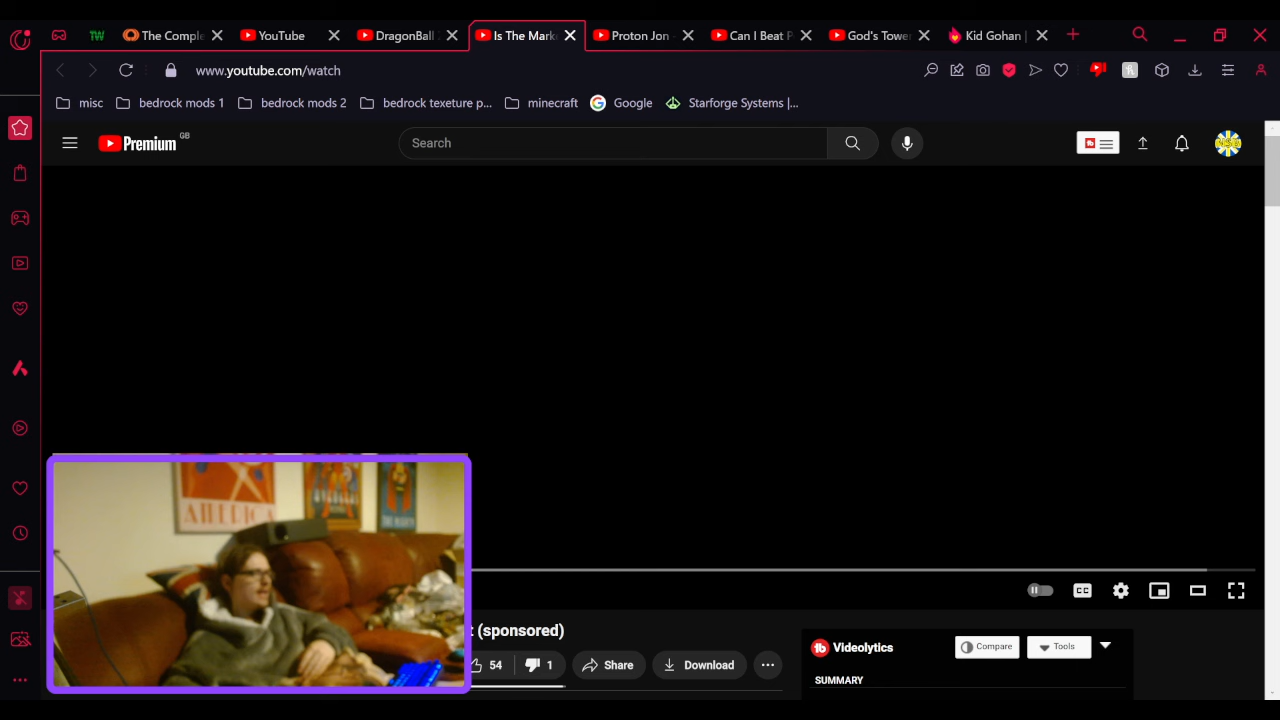 TW
The Comple
YouTube
DragonBall
Is The Mark
Proton Jon
Can I Beat P
God's Tower
Kid Gohan |
www.youtube.com/watch
misc
bedrock mods 1
bedrock mods 2
bedrock texeture p...
minecraft
Google
Starforge Systems |...
Premium GB
Search
AMERICA
CC
(sponsored)
54
1
Share
Download
Videolytics
Compare
Tools
SUMMARY